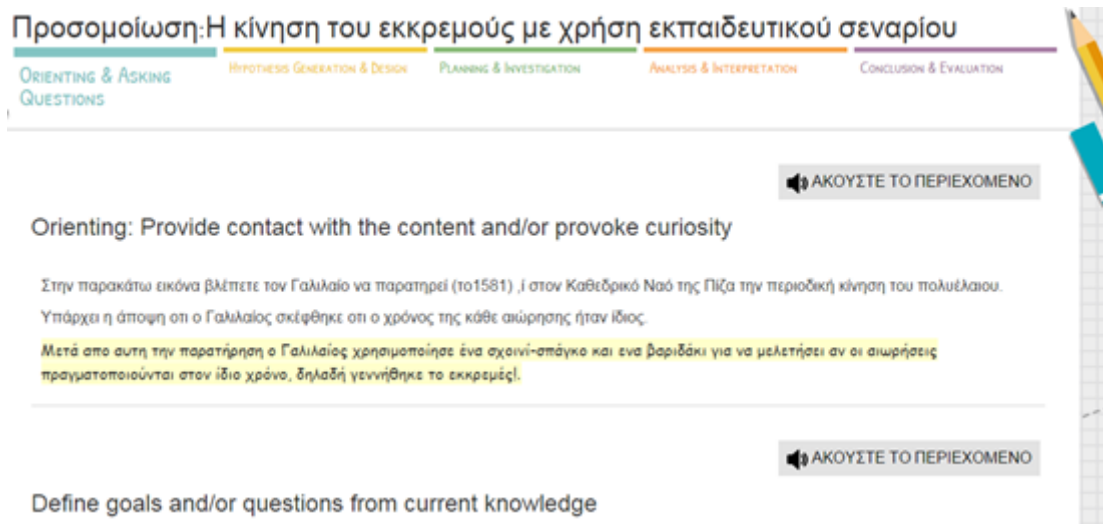 Προσομοίωση:Η κίνηση του εκκρεμούς με χρήση εκπαιδευτικού σεναρίου
Orienting & Asking Questions
Hypothesis Generation & Design
Planning & Investigation
Analysis & Interpretation
Conclusion & Evaluation
ΑΚΟΥΣΤΕ ΤΟ ΠΕΡΙΕΧΟΜΕΝΟ
Orienting: Provide contact with the content and/or provoke curiosity
Στην παρακάτω εικόνα βλέπετε τον Γαλιλαίο να παρατηρεί (το1581) ,ί στον Καθεδρικό Ναό της Πίζα την περιοδική κίνηση του πολυέλαιου.
Υπάρχει η άποψη οτι ο Γαλιλαίος σκέφθηκε οτι ο χρόνος της κάθε αιώρησης ήταν ίδιος.
Μετά απο αυτη την παρατήρηση ο Γαλιλαίος χρησιμοποίησε ένα σχοινί-σπάγκο και ενα βαριδάκι για να μελετήσει αν οι αιωρήσεις
πραγματοποιούνται στον ίδιο χρόνο, δηλαδή γεννήθηκε το εκκρεμές!.
ΑΚΟΥΣΤΕ ΤΟ ΠΕΡΙΕΧΟΜΕΝΟ
Define goals and/or questions from current knowledge